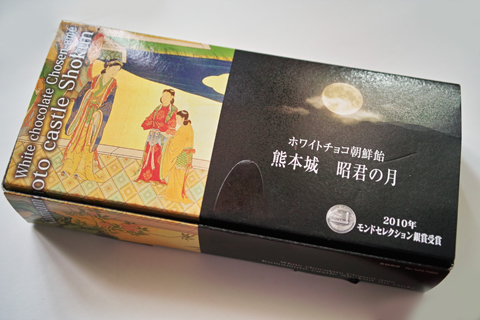 White chocolate Chosen-ame
oto castle Shokun
ホワイトチョコ朝鮮飴
熊本城 昭君の月
2010年
モンドセレクション銀賞受賞